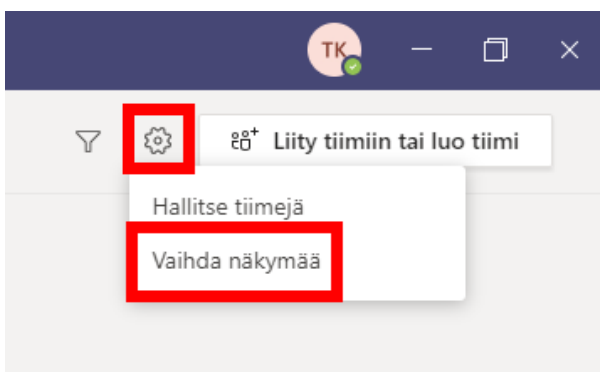 TK
Liity tiimiin tai luo tiimi
Hallitse tiimejä
Vaihda näkymää